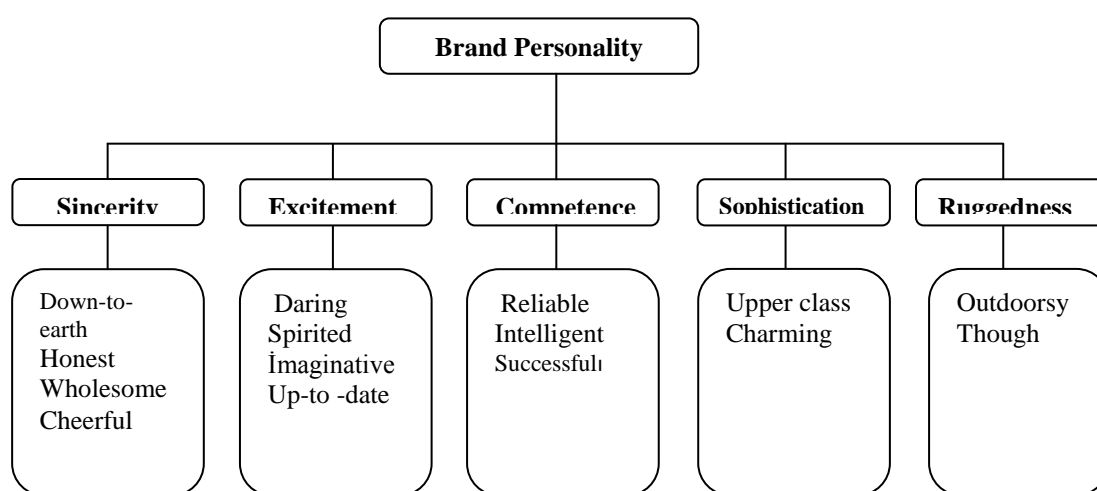 Brand Personality
Sincerity
Excitement
Competence
Sophistication
Ruggedness
Down-to-
earth
Honest
Wholesome
Cheerful
Daring
Spirited
İmaginative
Up-to -date
Reliable
Intelligent
Successful
Upper class
Charming
Outdoorsy
Though